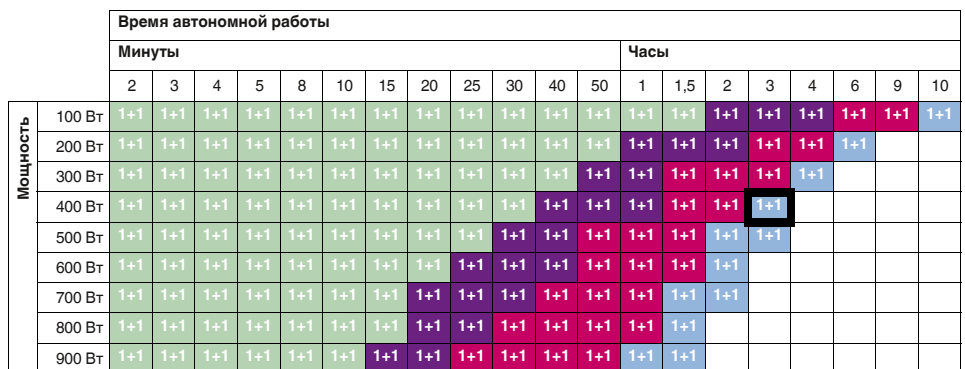 Время автономной работы
Минуты Часы
2 3 4 5 8 10 15 20 25 30 40 50 1 1,5 2 3 4 6 9 10
Мощность
100 Вт 1+1 1+1 1+1 1+1 1+1 1+1 1+1 1+1 1+1 1+1 1+1 1+1 1+1 1+1 1+1 1+1 1+1 1+1 1+1 1+1
200 Вт 1+1 1+1 1+1 1+1 1+1 1+1 1+1 1+1 1+1 1+1 1+1 1+1 1+1 1+1 1+1 1+1 1+1 1+1
300 Вт 1+1 1+1 1+1 1+1 1+1 1+1 1+1 1+1 1+1 1+1 1+1 1+1 1+1 1+1 1+1 1+1 1+1
400 Вт 1+1 1+1 1+1 1+1 1+1 1+1 1+1 1+1 1+1 1+1 1+1 1+1 1+1 1+1 1+1 1+1
500 Вт 1+1 1+1 1+1 1+1 1+1 1+1 1+1 1+1 1+1 1+1 1+1 1+1 1+1 1+1 1+1 1+1
600 Вт 1+1 1+1 1+1 1+1 1+1 1+1 1+1 1+1 1+1 1+1 1+1 1+1 1+1 1+1 1+1
700 Вт 1+1 1+1 1+1 1+1 1+1 1+1 1+1 1+1 1+1 1+1 1+1 1+1 1+1 1+1 1+1
800 Вт 1+1 1+1 1+1 1+1 1+1 1+1 1+1 1+1 1+1 1+1 1+1 1+1 1+1 1+1
900 Вт 1+1 1+1 1+1 1+1 1+1 1+1 1+1 1+1 1+1 1+1 1+1 1+1 1+1 1+1